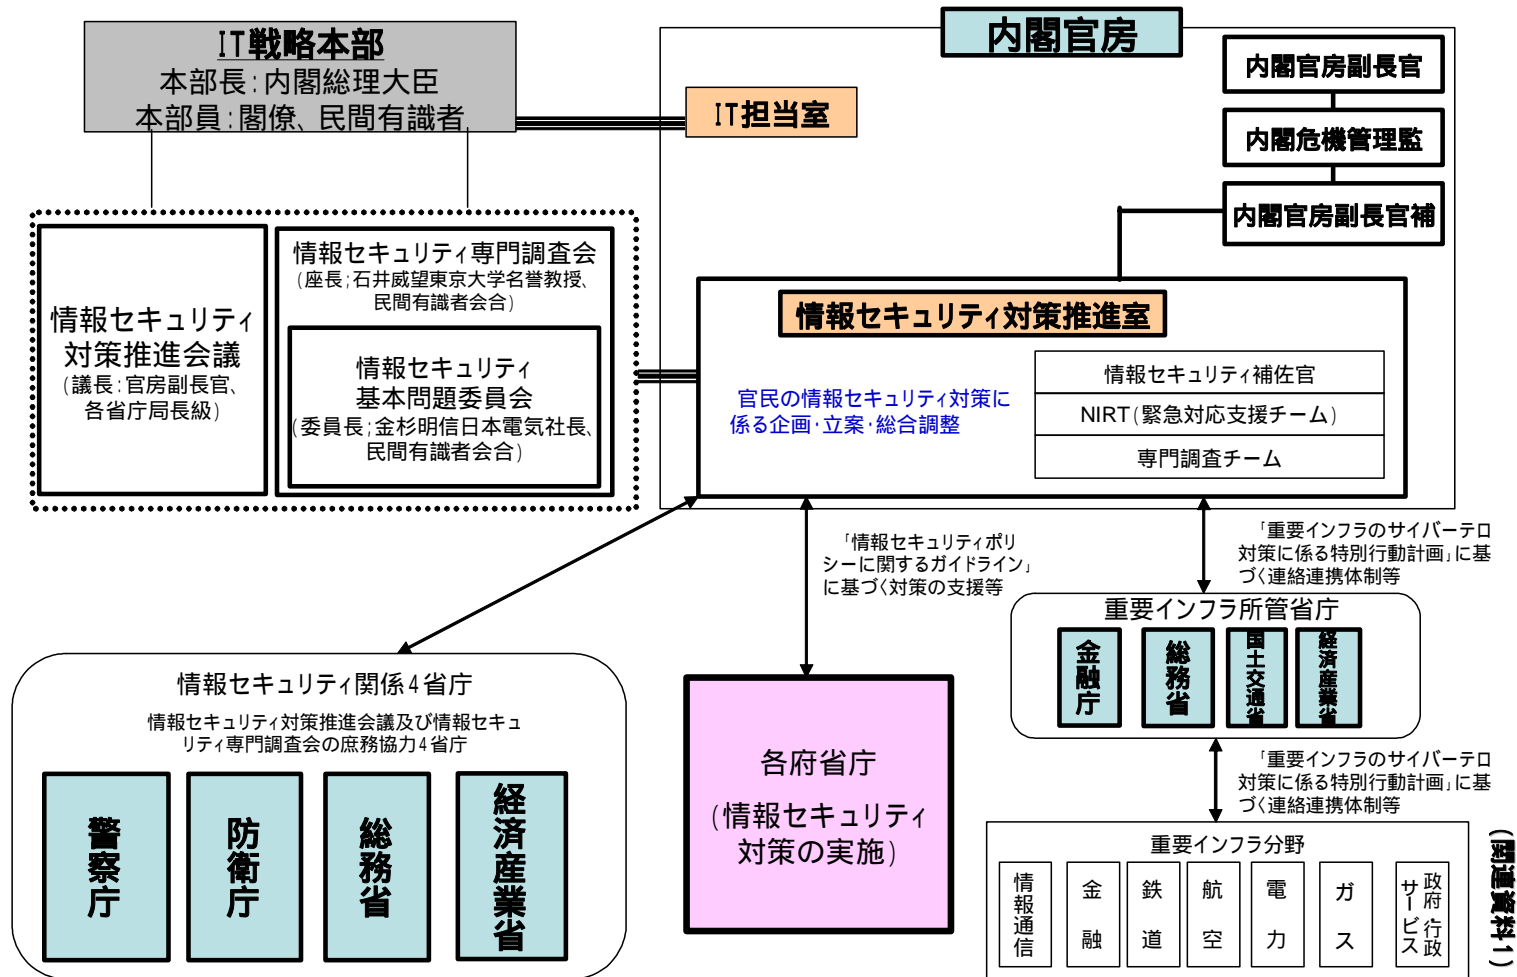 IT戦略本部
本部長:内閣総理大臣
本部員:閣僚、民間有識者
内閣官房
IT担当室
内閣官房副長官
内閣危機管理監
内閣官房副長官補
情報セキュリティ
対策推進会議
(議長:官房副長官、
各省庁局長級)
情報セキュリティ専門調査会
(座長;石井威望東京大学名誉教授、
民間有識者会合)
情報セキュリティ
基本問題委員会
(委員長;金杉明信日本電気社長、
民間有識者会合)
情報セキュリティ対策推進室
官民の情報セキュリティ対策に
係る企画・立案・総合調整
情報セキュリティ補佐官
NIRT(緊急対応支援チーム)
専門調査チーム
「情報セキュリティポリ
シーに関するガイドライン」
に基づく対策の支援等
「重要インフラのサイバーテロ
対策に係る特別行動計画」に基
づく連絡連携体制等
情報セキュリティ関係4省庁
情報セキュリティ対策推進会議及び情報セキュ
リティ専門調査会の庶務協力4省庁
警察庁
防衛庁
総務省
経済産業省
各府省庁
(情報セキュリティ
対策の実施)
重要インフラ所管省庁
金融庁
総務省
国土交通省
経済産業省
「重要インフラのサイバーテロ
対策に係る特別行動計画」に基
づく連絡連携体制等
重要インフラ分野
情報通信
金融
鉄道
航空
電力
ガス
政府・行政
サービス
(関連資料1)